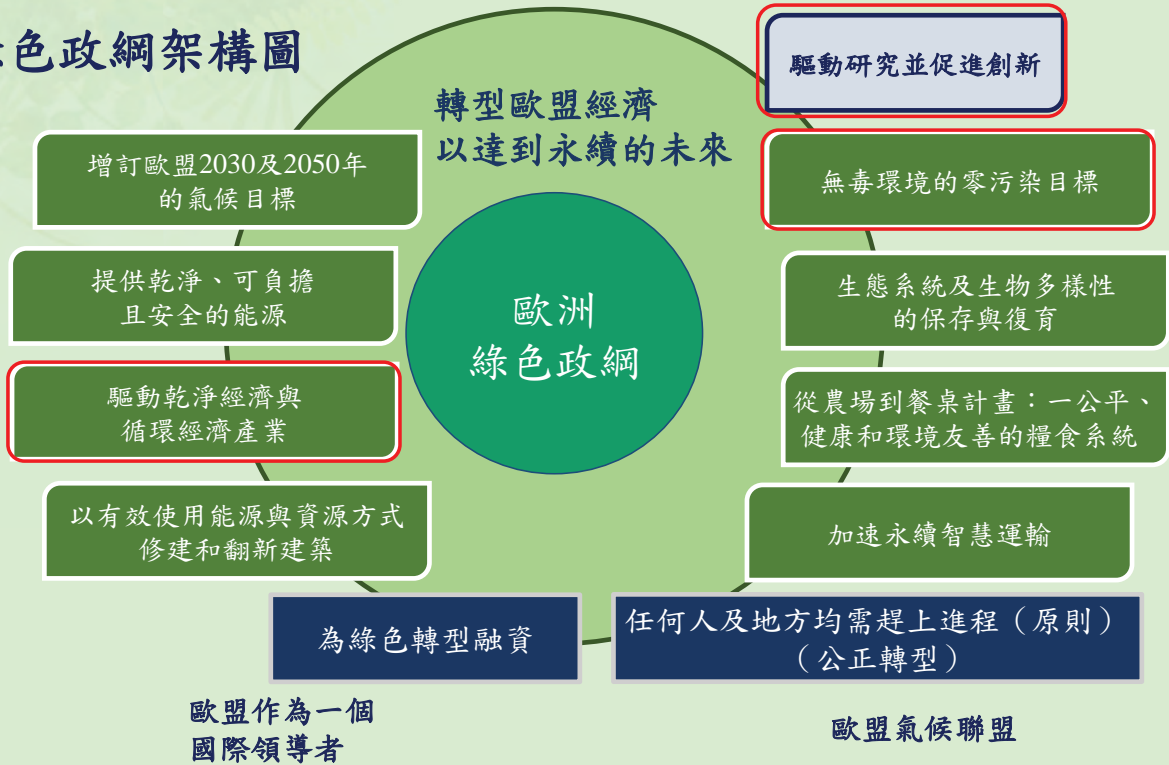 色政綱架構圖
轉型歐盟經濟
以達到永續的未來
驅動研究並促進創新
增訂歐盟2030及2050年
的氣候目標
無毒環境的零污染目標
提供乾淨、可負擔
且安全的能源
歐洲
綠色政綱
生態系統及生物多樣性
的保存與復育
驅動乾淨經濟與
循環經濟產業
從農場到餐桌計畫：一公平、
健康和環境友善的糧食系統
以有效使用能源與資源方式
修建和翻新建築
加速永續智慧運輸
為綠色轉型融資
任何人及地方均需趕上進程（原則）
（公正轉型）
歐盟作為一個
國際領導者
歐盟氣候聯盟